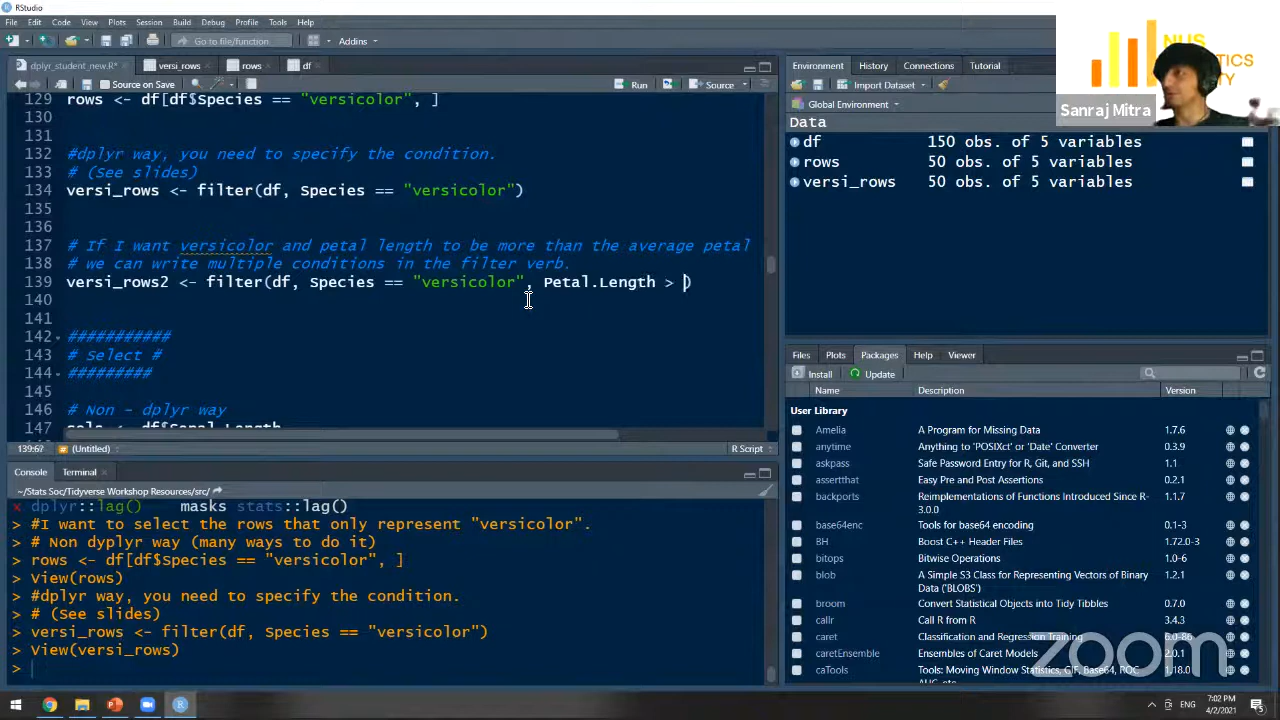 RStudio
File Edit Code View Plots Session Build Debug Profile Tools Help
Go to file/function
Addins
dplyr_student_new.R* versi_rows rows df
Source on Save
Run Source
129 rows <- df[df$Species == "versicolor", ]
130
131
132 #dplyr way, you need to specify the condition.
133 # (See slides)
134 versi_rows <- filter(df, Species == "versicolor")
135
136
137 # If I want versicolor and petal length to be more than the average petal
138 # we can write multiple conditions in the filter verb.
139 versi_rows2 <- filter(df, Species == "versicolor", Petal.Length > )
140
141
142 ###########
143 # Select #
144 #########
145
146 # Non - dplyr way
147 cols <- df$Sepal.Length
139:67 (Untitled) R Script
Console Terminal
~/Stats Soc/Tidyverse Workshop Resources/src/
x dplyr::lag() masks stats::lag()
> #I want to select the rows that only represent "versicolor".
> # Non dyplyr way (many ways to do it)
> rows <- df[df$Species == "versicolor", ]
> View(rows)
> #dplyr way, you need to specify the condition.
> # (See slides)
> versi_rows <- filter(df, Species == "versicolor")
> View(versi_rows)
>
Environment History Connections Tutorial
Import Dataset
Global Environment
Data
df 150 obs. of 5 variables
rows 50 obs. of 5 variables
versi_rows 50 obs. of 5 variables
Sanraj Mitra
Files Plots Packages Help Viewer
Install Update
Name Description Version
User Library
Amelia A Program for Missing Data 1.7.6
anytime Anything to 'POSIXct' or 'Date' Converter 0.3.9
askpass Safe Password Entry for R, Git, and SSH 1.1
assertthat Easy Pre and Post Assertions 0.2.1
backports Reimplementations of Functions Introduced Since R-3.0.0 1.1.7
base64enc Tools for base64 encoding 0.1-3
BH Boost C++ Header Files 1.72.0-3
bitops Bitwise Operations 1.0-6
blob A Simple S3 Class for Representing Vectors of Binary Data ('BLOBS') 1.2.1
broom Convert Statistical Objects into Tidy Tibbles 0.7.0
callr Call R from R 3.4.3
caret Classification and Regression Training 6.0-86
caretEnsemble Ensembles of Caret Models 2.0.1
caTools Tools: Moving Window Statistics, GIF, Base64, ROC 1.18.0
zoom
ENG
7:02 PM
4/2/2021